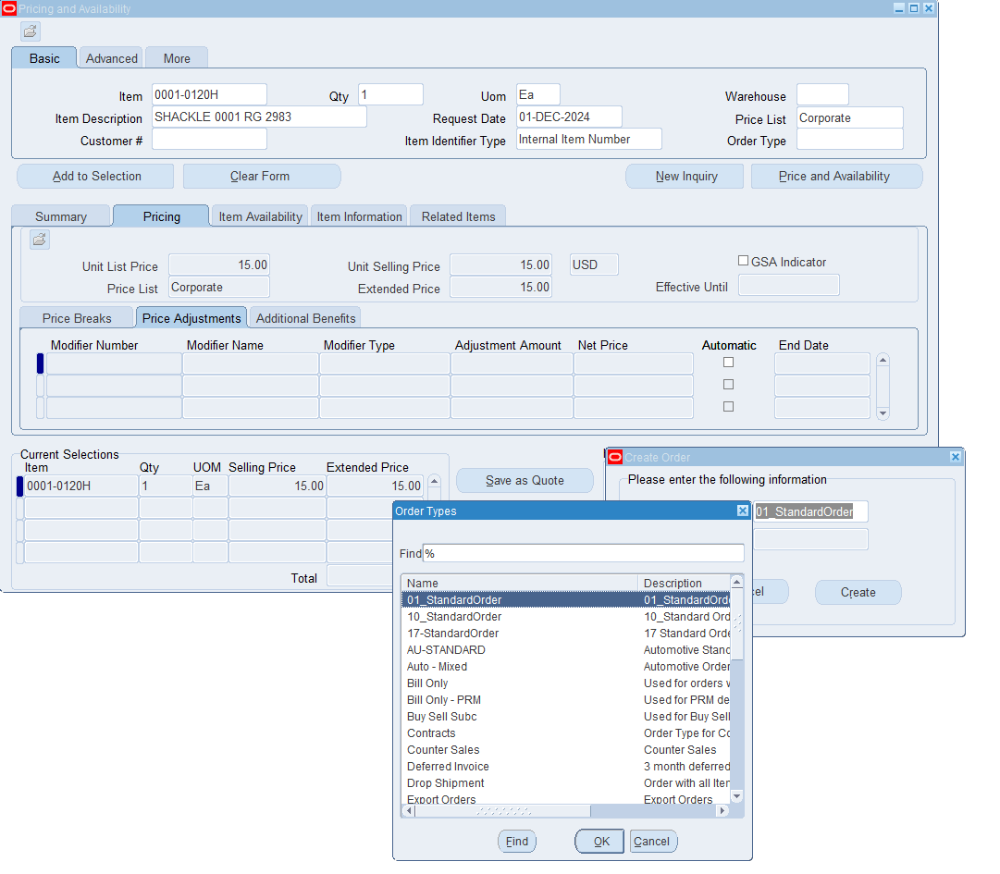 Pricing and Availability
Basic Advanced More
Item 0001-0120H Qty 1 Uom Ea Warehouse
Item Description SHACKLE 0001 RG 2983 Request Date 01-DEC-2024 Price List Corporate
Customer # Item Identifier Type Internal Item Number Order Type
Add to Selection Clear Form New Inquiry Price and Availability
Summary Pricing Item Availability Item Information Related Items
Unit List Price 15.00 Unit Selling Price 15.00 USD GSA Indicator
Price List Corporate Extended Price 15.00 Effective Until
Price Breaks Price Adjustments Additional Benefits
Modifier Number Modifier Name Modifier Type Adjustment Amount Net Price Automatic End Date
Current Selections
Item Qty UOM Selling Price Extended Price
0001-0120H 1 Ea 15.00 15.00
Total
Save as Quote
Create Order
Please enter the following information
01_StandardOrder
Create
Order Types
Find %
Name Description
01_StandardOrder 01_StandardOrde
10_StandardOrder 10_Standard Ord
17-StandardOrder 17 Standard Orde
AU-STANDARD Automotive Stand
Auto - Mixed Automotive Order
Bill Only Used for orders w
Bill Only - PRM Used for PRM de
Buy Sell Subc Used for Buy Sell
Contracts Order Type for Co
Counter Sales Counter Sales
Deferred Invoice 3 month deferred
Drop Shipment Order with all Iten
Export Orders Export Orders
Find OK Cancel